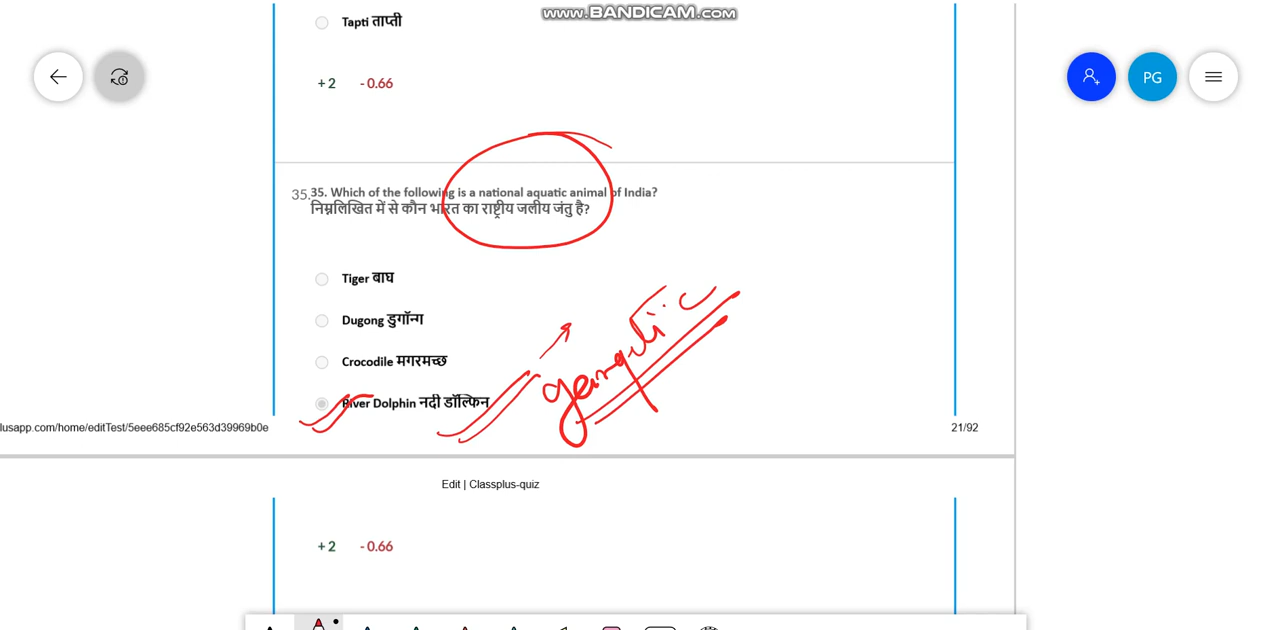 www.BANDICAM.com
Tapti ताप्ती
PG
+ 2 - 0.66
35. 35. Which of the following is a national aquatic animal of India?
निम्नलिखित में से कौन भारत का राष्ट्रीय जलीय जंतु है?
Tiger बाघ
Dugong डुगॉन्ग
Crocodile मगरमच्छ
River Dolphin नदी डॉल्फिन
lusapp.com/home/editTest/5eee685cf92e563d39969b0e
21/92
Edit | Classplus-quiz
+ 2 - 0.66